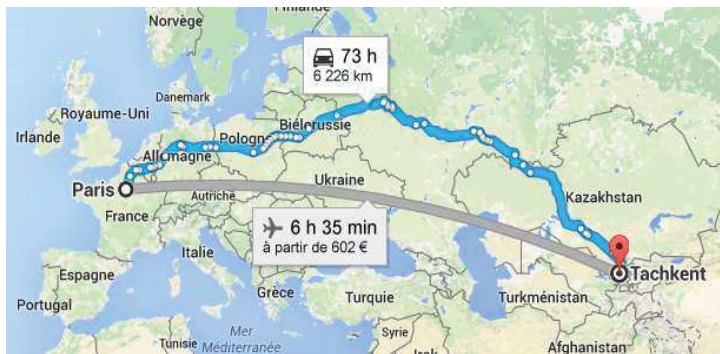 Norvège
Finlande
Danemark
Royaume-Uni
Irlande
Pologne
Biélorussie
Allemagne
73 h
6 226 km
Paris
Ukraine
Autriche
France
Kazakhstan
6 h 35 min
à partir de 602 €
Tachkent
Italie
Espagne
Portugal
Grèce
Turquie
Turkménistan
Tunisie
Mer
Méditerranée
Syrie
Afghanistan